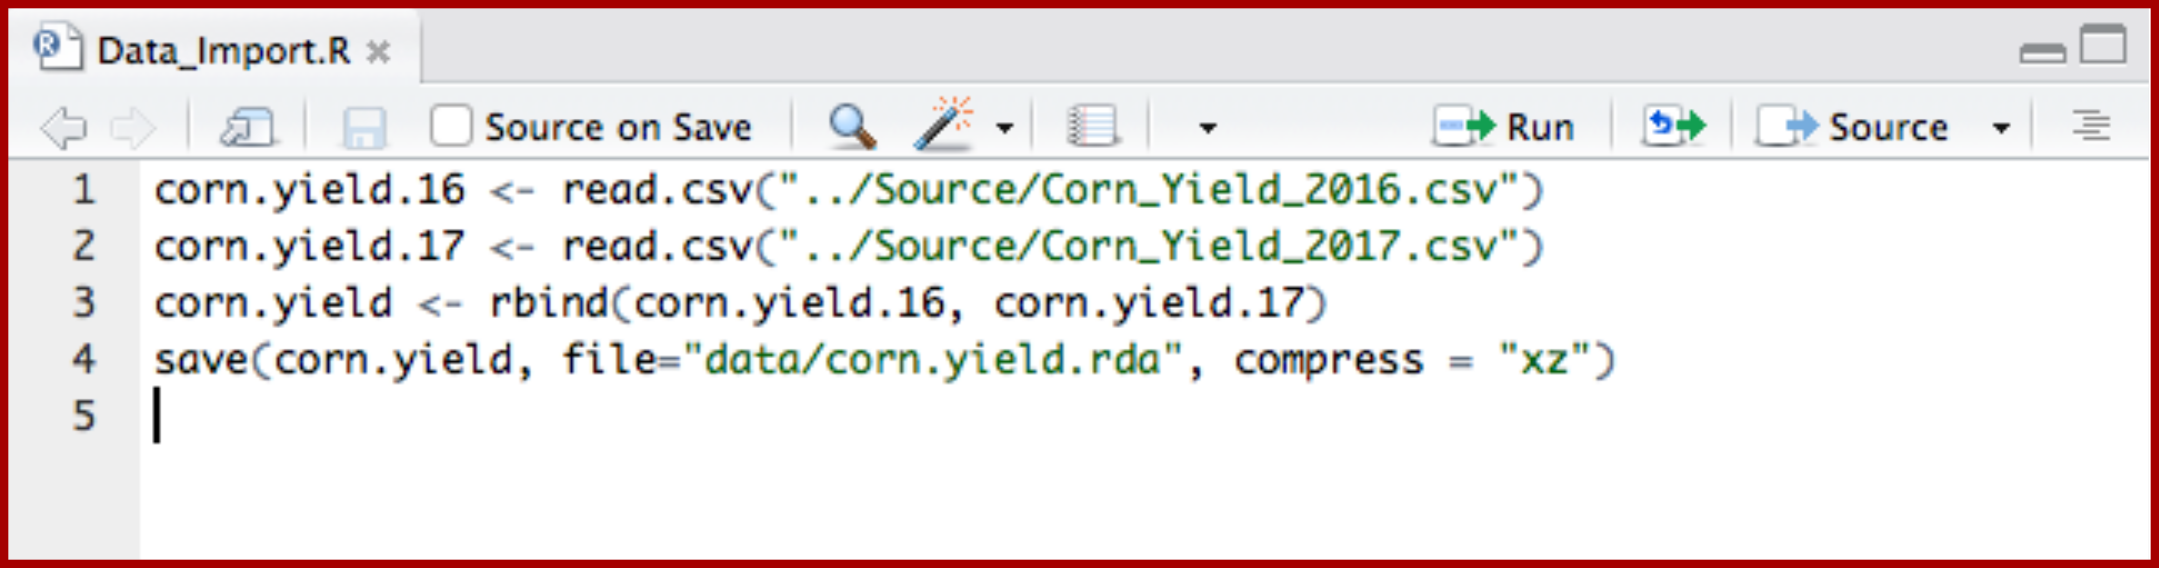 Data_Import.R
Source on Save Run Source
1 corn.yield.16 <- read.csv("../Source/Corn_Yield_2016.csv")
2 corn.yield.17 <- read.csv("../Source/Corn_Yield_2017.csv")
3 corn.yield <- rbind(corn.yield.16, corn.yield.17)
4 save(corn.yield, file="data/corn.yield.rda", compress = "xz")
5